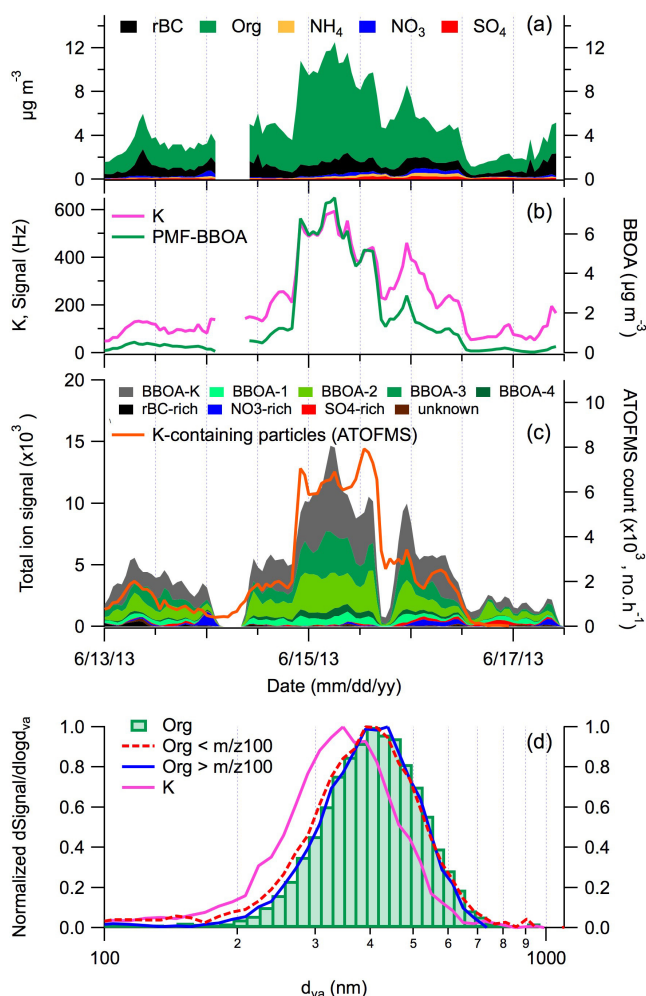 rBC Org NH4 NO3 SO4 (a)
12 12
8 8
4 4
0 0
µg m-3
600 (b)
K
PMF-BBOA
400
200
0
6
4
2
0
K, Signal (Hz)
BBOA (µg m-3)
20
BBOA-K BBOA-1 BBOA-2 BBOA-3 BBOA-4
rBC-rich NO3-rich SO4-rich unknown
K-containing particles (ATOFMS) (c)
15
10
5
0
10
8
6
4
2
0
Total ion signal (x10^3)
ATOFMS count (x10^3, no.h-1)
6/13/13 6/15/13 6/17/13
Date (mm/dd/yy)
1.0 1.0
Org (d)
Org < m/z100
Org > m/z100
K
0.8 0.8
0.6 0.6
0.4 0.4
0.2 0.2
0.0 0.0
Normalized dSignal/dlogdva
100 2 3 4 5 6 7 8 9 1000
dva (nm)